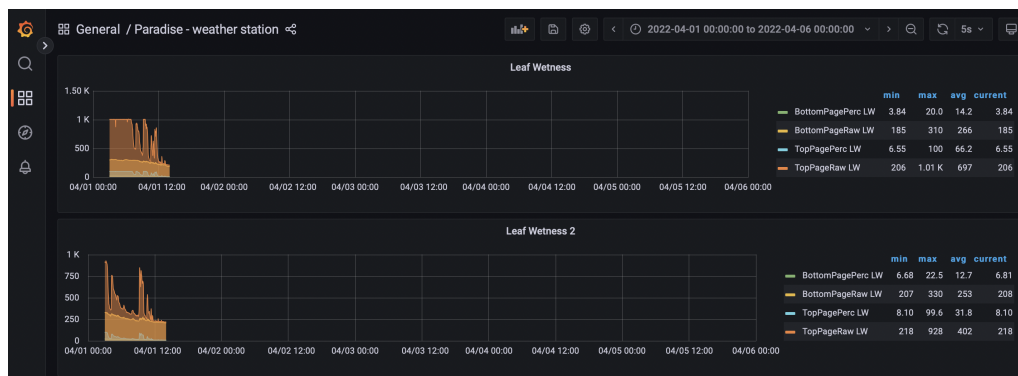 General / Paradise - weather station
2022-04-01 00:00:00 to 2022-04-06 00:00:00
5s
Leaf Wetness
1.50 K
1 K
500
0
04/01 00:00 04/01 12:00 04/02 00:00 04/02 12:00 04/03 00:00 04/03 12:00 04/04 00:00 04/04 12:00 04/05 00:00 04/05 12:00 04/06 00:00
min max avg current
BottomPagePerc LW 3.84 20.0 14.2 3.84
BottomPageRaw LW 185 310 266 185
TopPagePerc LW 6.55 100 66.2 6.55
TopPageRaw LW 206 1.01 K 697 206
Leaf Wetness 2
1 K
750
500
250
0
04/01 00:00 04/01 12:00 04/02 00:00 04/02 12:00 04/03 00:00 04/03 12:00 04/04 00:00 04/04 12:00 04/05 00:00 04/05 12:00 04/06 00:00
min max avg current
BottomPagePerc LW 6.68 22.5 12.7 6.81
BottomPageRaw LW 207 330 253 208
TopPagePerc LW 8.10 99.6 31.8 8.10
TopPageRaw LW 218 928 402 218